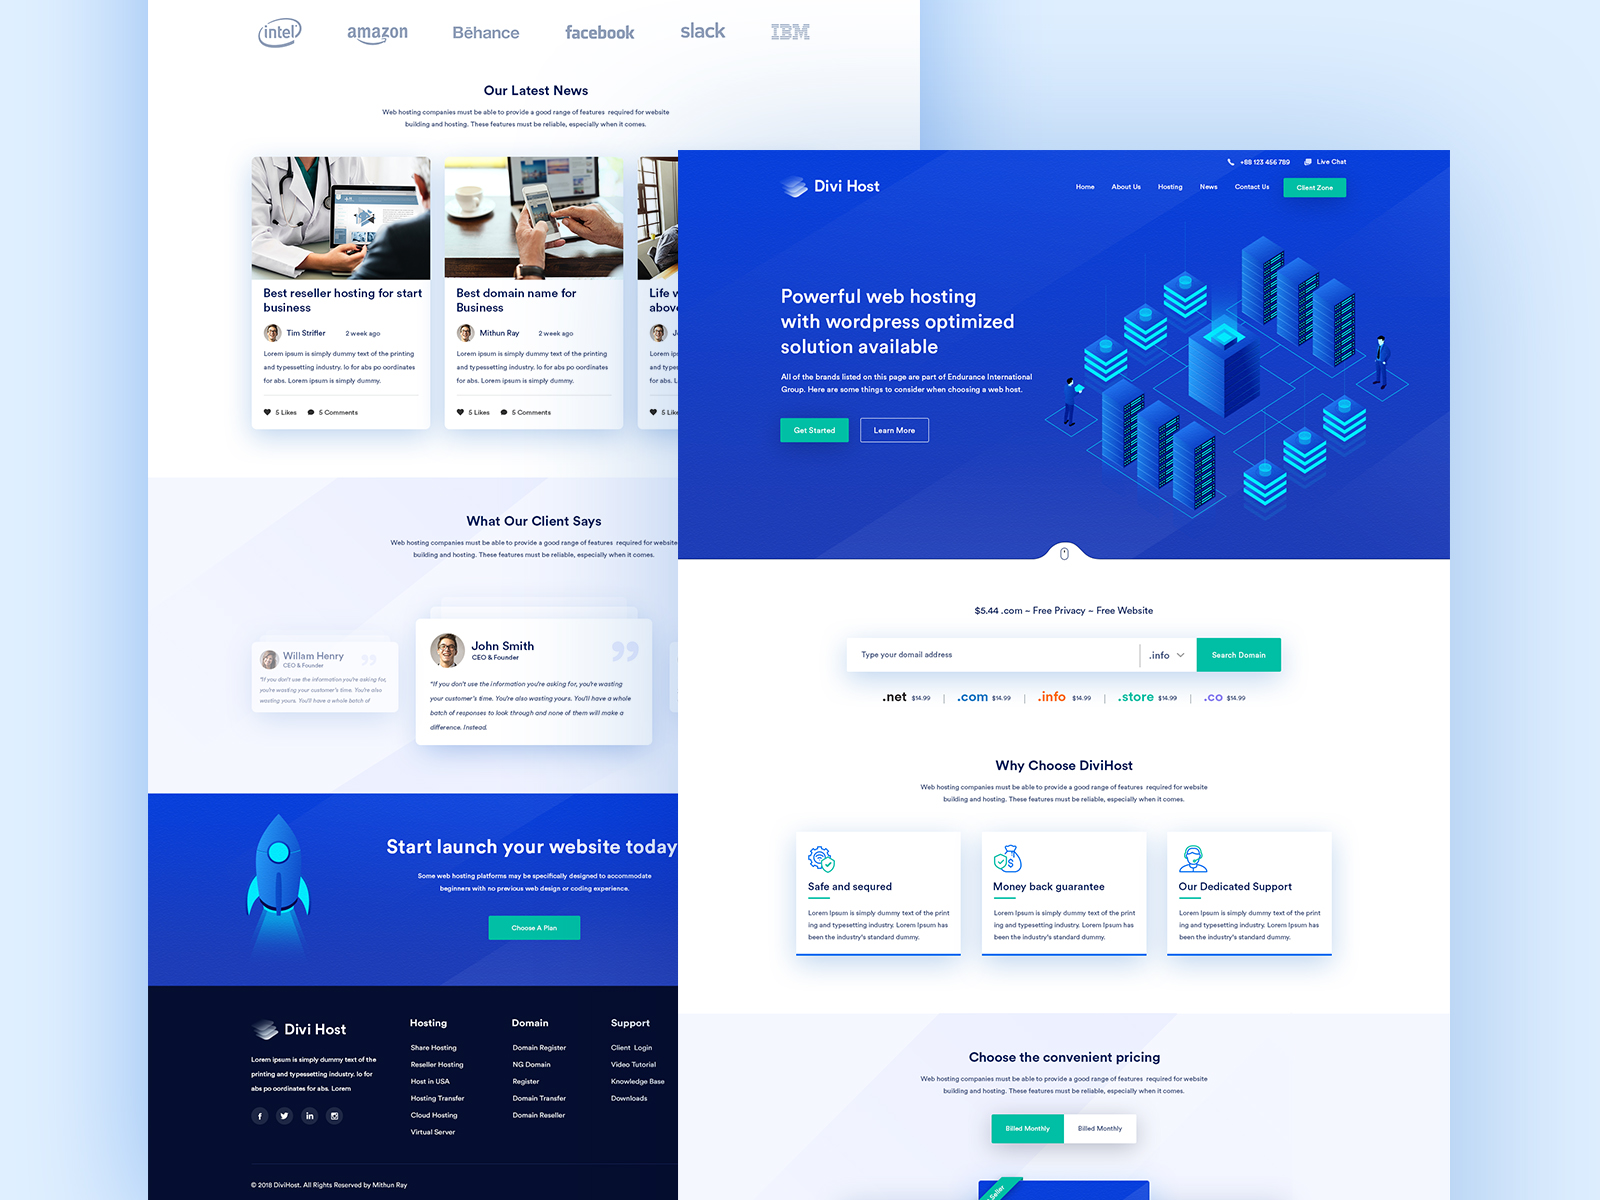 intel
amazon
Bēhance
facebook
slack
IBM
Our Latest News
Web hosting companies must be able to provide a good range of features required for website
building and hosting. These features must be reliable, especially when it comes.
Best reseller hosting for start
business
Tim Strifler
2 week ago
Lorem ipsum is simply dummy text of the printing
and typessetting industry. lo for abs po oordinates
for abs. Lorem ipsum is simply dummy.
5 Likes
5 Comments
Best domain name for
Business
Mithun Ray
2 week ago
Lorem ipsum is simply dummy text of the printing
and typessetting industry. lo for abs po oordinates
for abs. Lorem ipsum is simply dummy.
5 Likes
5 Comments
Life
above
Lorem ip
and type
for abs. L
5 Lik
What Our Client Says
Web hosting companies must be able to provide a good range of features required for website
building and hosting. These features must be reliable, especially when it comes.
Willam Henry
CEO & Founder
"If you don't use the information you're asking for,
you're wasting your customer's time. You're also
wasting yours. You'll have a whole batch of
John Smith
CEO & Founder
"If you don't use the information you're asking for, you're wasting
your customer's time. You're also wasting yours. You'll have a whole
batch of responses to look through and none of them will make a
difference. Instead.
Start launch your website today
Some web hosting platforms may be specifically designed to accommodate
beginners with no previous web design or coding experience.
Choose A Plan
Divi Host
Lorem ipsum is simply dummy text of the
printing and typessetting industry. lo for
abs po oordinates for abs. Lorem
Hosting
Share Hosting
Reseller Hosting
Host in USA
Hosting Transfer
Cloud Hosting
Virtual Server
Domain
Domain Register
NG Domain
Register
Domain Transfer
Domain Reseller
Support
Client Login
Video Tutorial
Knowledge Base
Downloads
© 2018 DiviHost. All Rights Reserved by Mithun Ray
+88 123 456 789
Live Chat
Divi Host
Home
About Us
Hosting
News
Contact Us
Client Zone
Powerful web hosting
with wordpress optimized
solution available
All of the brands listed on this page are part of Endurance International
Group. Here are some things to consider when choosing a web host.
Get Started
Learn More
$5.44 .com ~ Free Privacy ~ Free Website
Type your domail address
.info
Search Domain
.net $14.99 | .com $14.99 | .info $14.99 | .store $14.99 | .co $14.99
Why Choose DiviHost
Web hosting companies must be able to provide a good range of features required for website
building and hosting. These features must be reliable, especially when it comes.
Safe and sequred
Lorem Ipsum is simply dummy text of the print
ing and typesetting industry. Lorem Ipsum has
been the industry's standard dummy.
Money back guarantee
Lorem Ipsum is simply dummy text of the print
ing and typesetting industry. Lorem Ipsum has
been the industry's standard dummy.
Our Dedicated Support
Lorem Ipsum is simply dummy text of the print
ing and typesetting industry. Lorem Ipsum has
been the industry's standard dummy.
Choose the convenient pricing
Web hosting companies must be able to provide a good range of features required for website
building and hosting. These features must be reliable, especially when it comes.
Billed Monthly
Billed Monthly
Seller